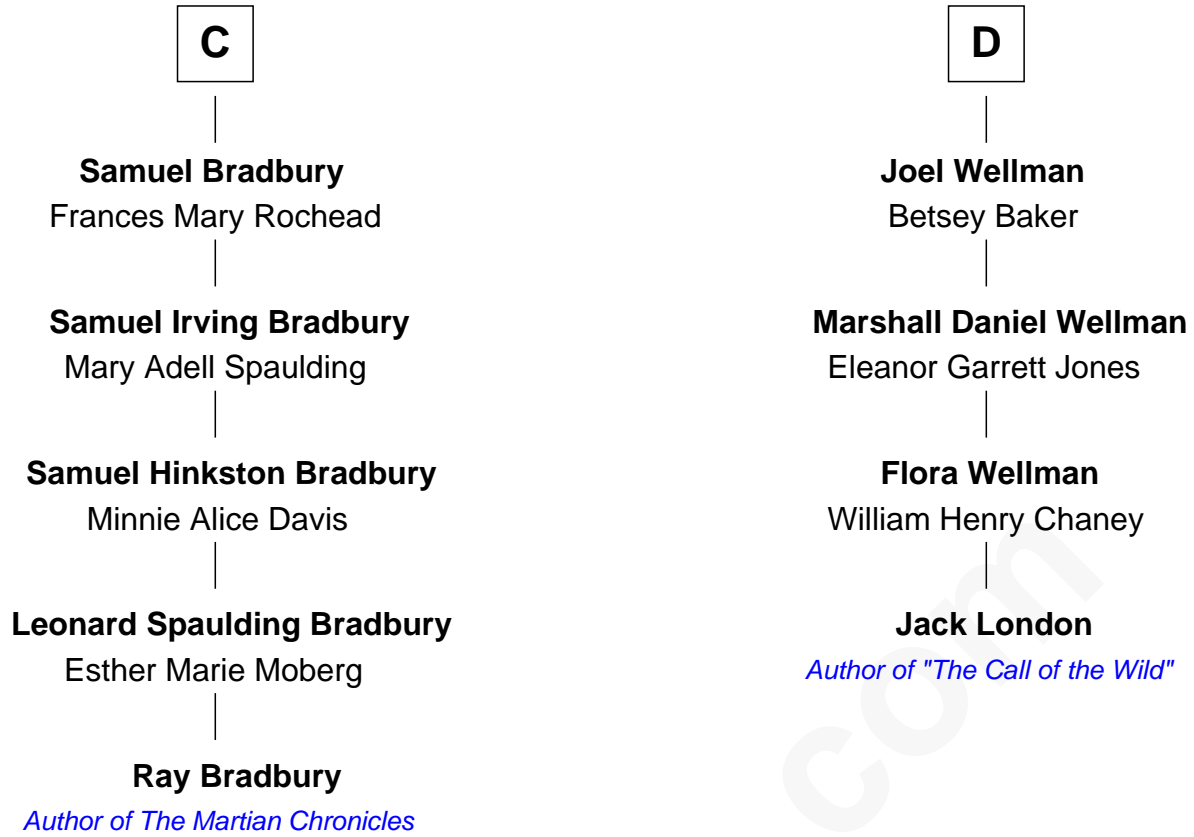 C
Samuel Bradbury
Frances Mary Rochead
Samuel Irving Bradbury
Mary Adell Spaulding
Samuel Hinkston Bradbury
Minnie Alice Davis
Leonard Spaulding Bradbury
Esther Marie Moberg
Ray Bradbury
Author of The Martian Chronicles
D
Joel Wellman
Betsey Baker
Marshall Daniel Wellman
Eleanor Garrett Jones
Flora Wellman
William Henry Chaney
Jack London
Author of "The Call of the Wild"
com